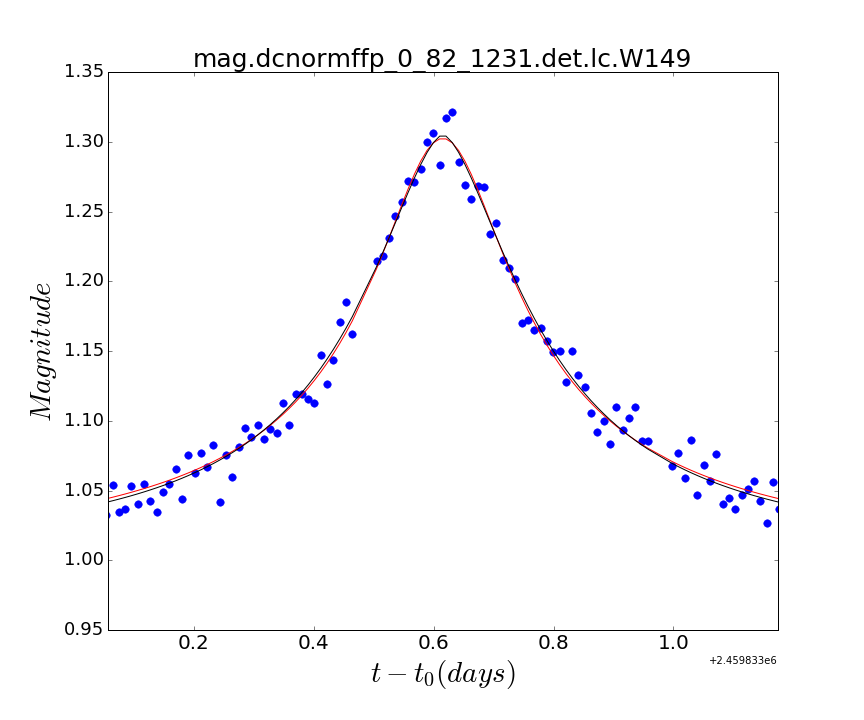 mag.dcnormffp_0_82_1231.det.lc.W149
1.35
1.30
1.25
1.20
1.15
1.10
1.05
1.00
0.95
Magnitude
0.2 0.4 0.6 0.8 1.0
+2.459833e6
t − t₀(days)